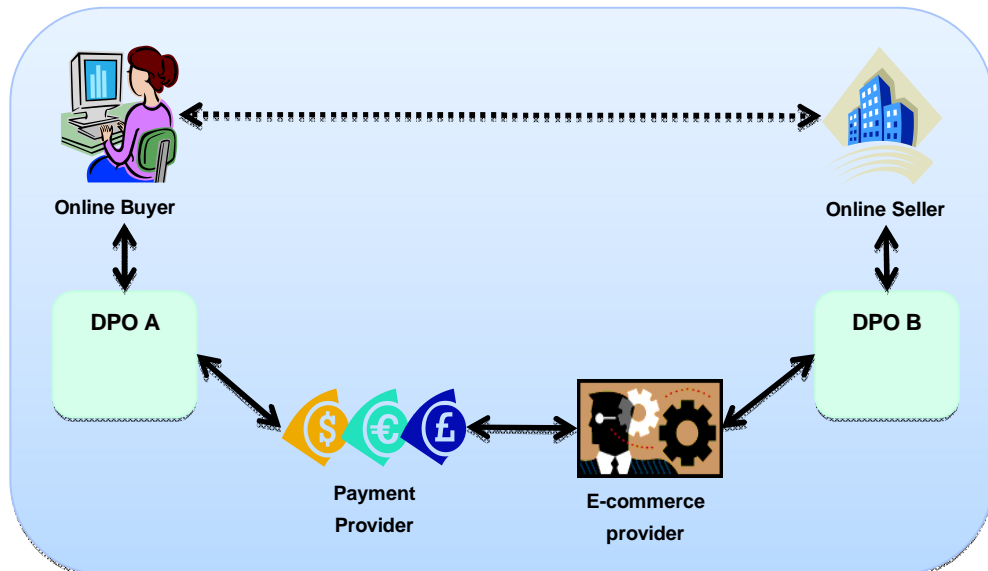 Online Buyer
Online Seller
DPO A
DPO B
$
€
£
Payment
Provider
E-commerce
provider